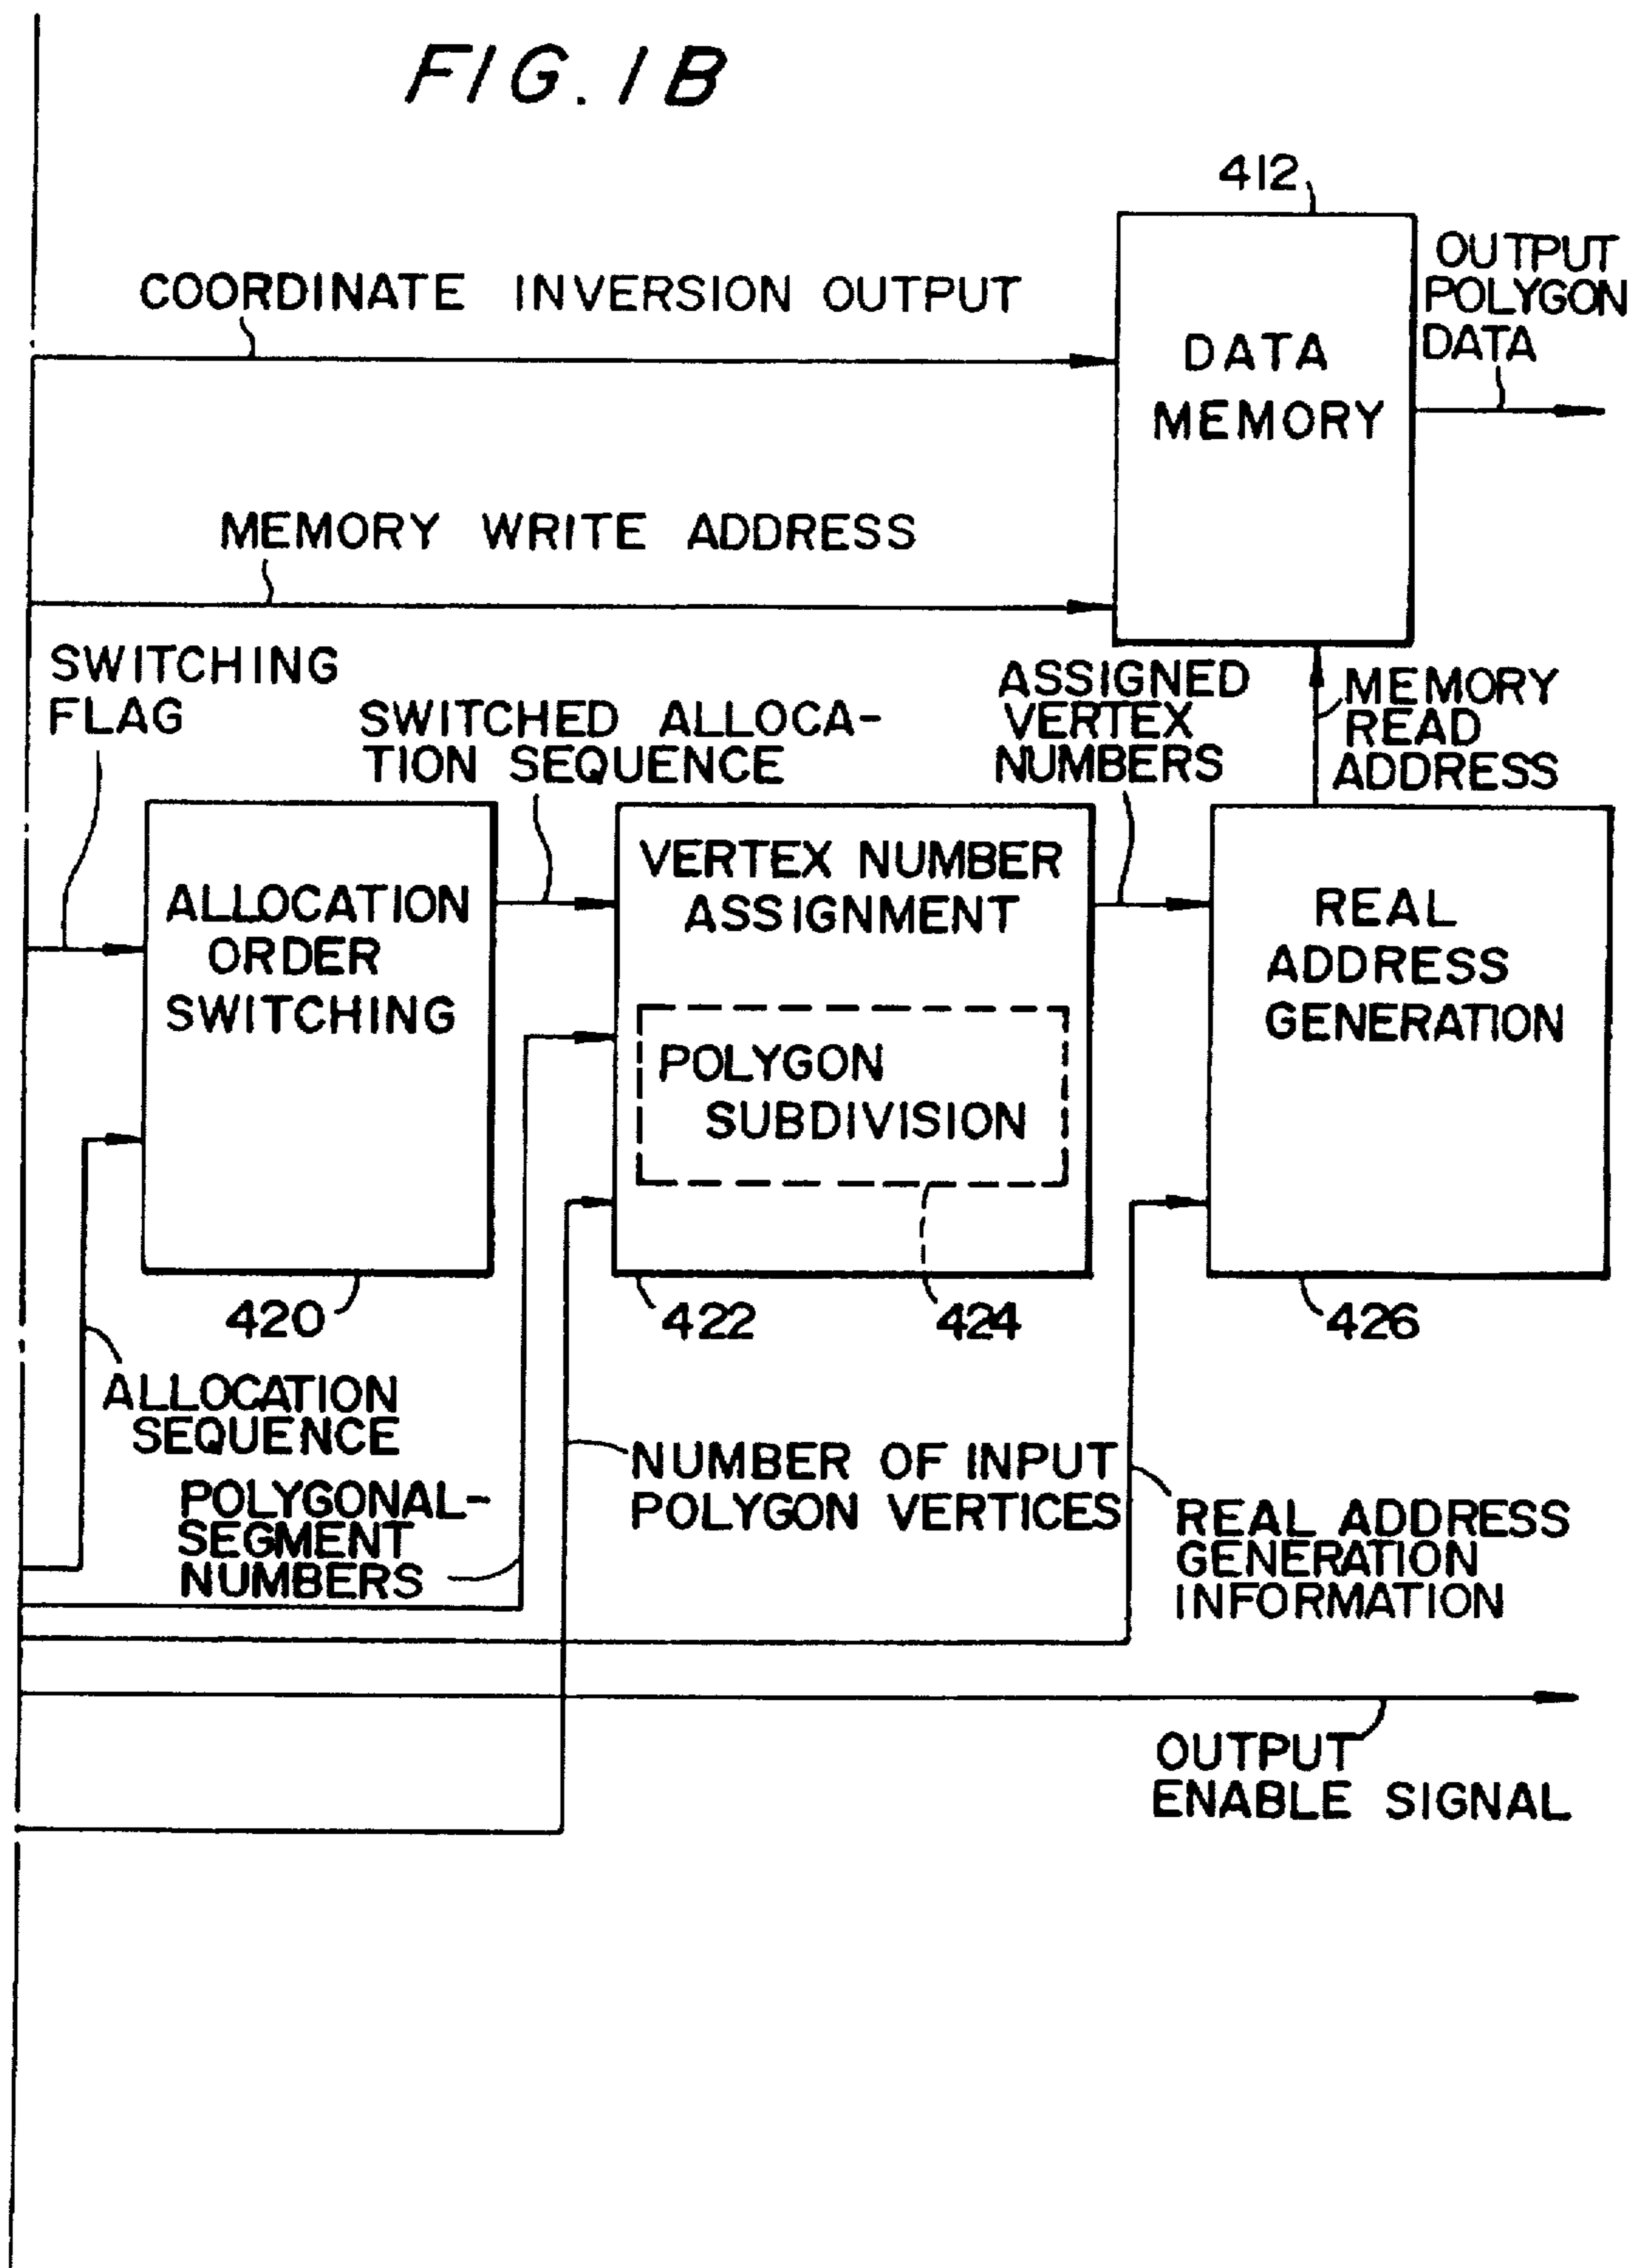 FIG. 1B
412
OUTPUT
POLYGON
DATA
COORDINATE INVERSION OUTPUT
DATA
MEMORY
MEMORY WRITE ADDRESS
SWITCHING
FLAG
SWITCHED ALLOCA-
TION SEQUENCE
ASSIGNED
VERTEX
NUMBERS
MEMORY
READ
ADDRESS
ALLOCATION
ORDER
SWITCHING
VERTEX NUMBER
ASSIGNMENT
POLYGON
SUBDIVISION
REAL
ADDRESS
GENERATION
420
422
424
426
ALLOCATION
SEQUENCE
POLYGONAL-
SEGMENT
NUMBERS
NUMBER OF INPUT
POLYGON VERTICES
REAL ADDRESS
GENERATION
INFORMATION
OUTPUT
ENABLE SIGNAL